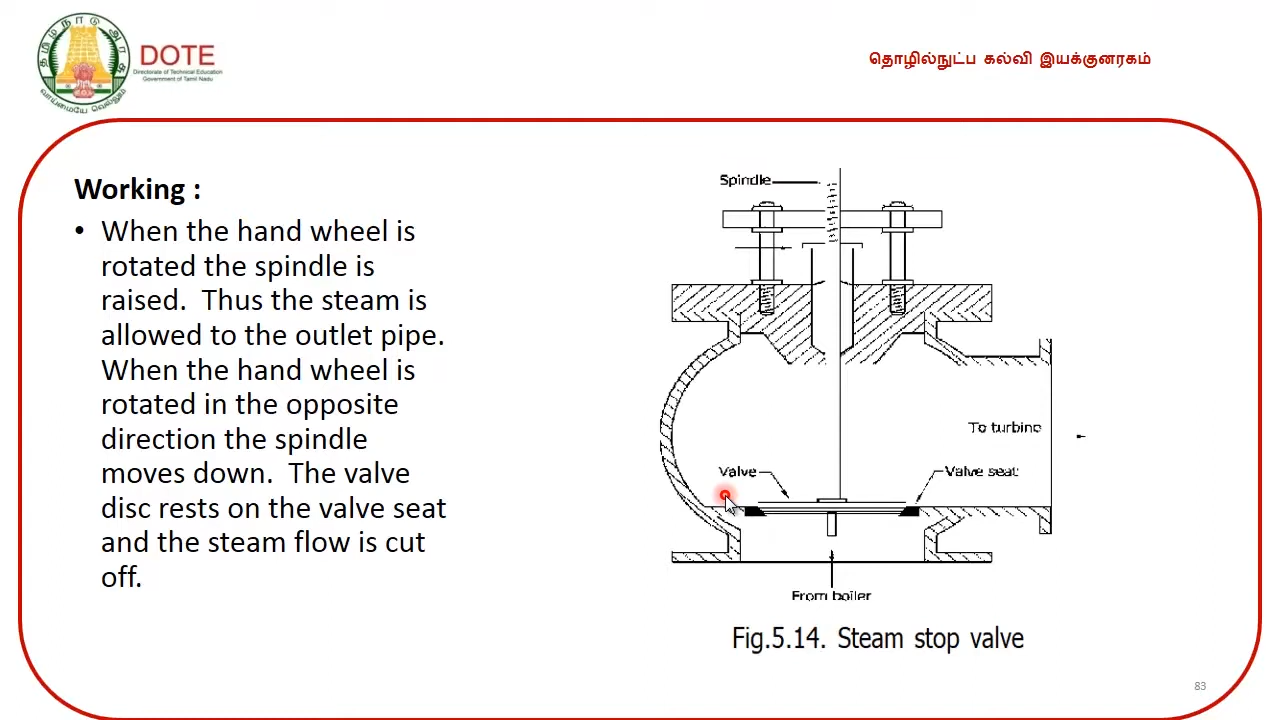 தமிழ்நாடு அரசு
வாய்மையே வெல்லும்
DOTE
Directorate of Technical Education
Government of Tamil Nadu
தொழில்நுட்ப கல்வி இயக்குனரகம்
Working :
• When the hand wheel is
rotated the spindle is
raised. Thus the steam is
allowed to the outlet pipe.
When the hand wheel is
rotated in the opposite
direction the spindle
moves down. The valve
disc rests on the valve seat
and the steam flow is cut
off.
Spindle
To turbine
Valve
Valve seat
From boiler
Fig.5.14. Steam stop valve
83